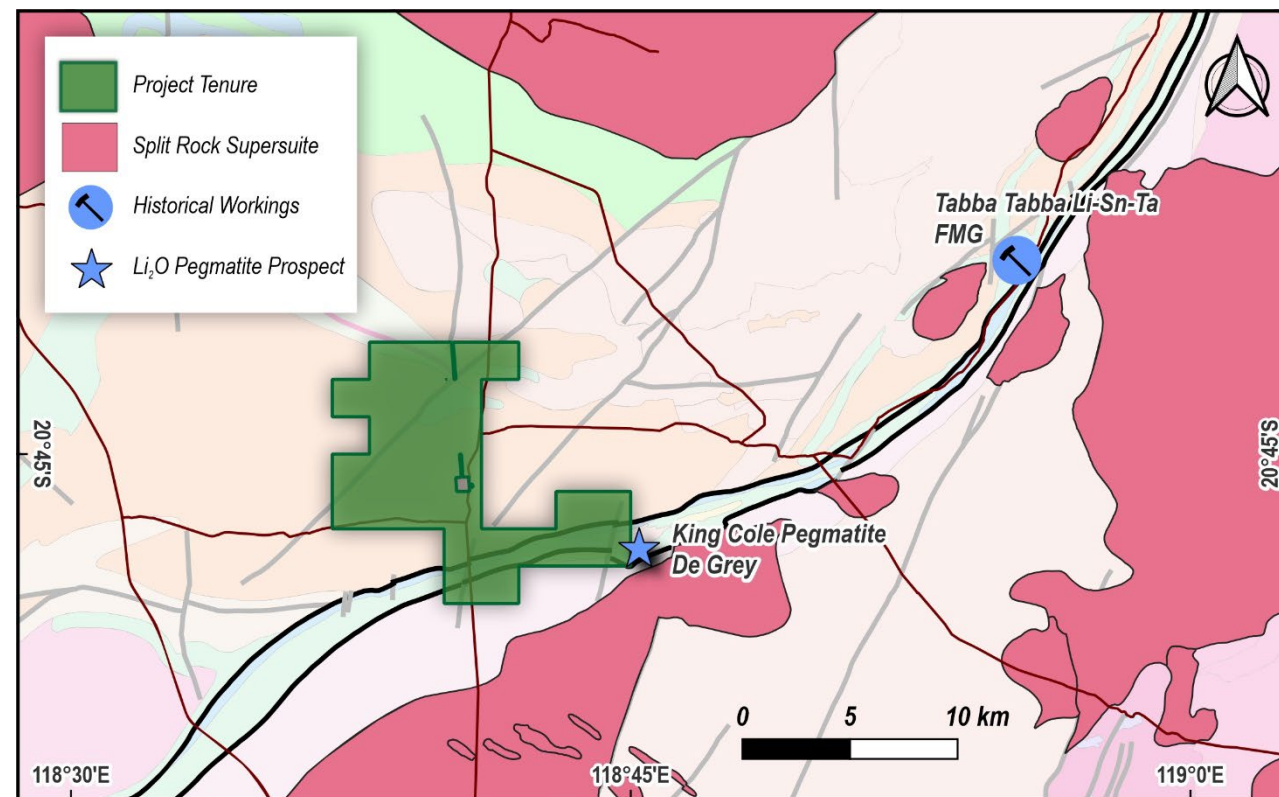 Project Tenure
Split Rock Supersuite
Historical Workings
Li₂O Pegmatite Prospect
Tabba Tabba Li-Sn-Ta
FMG
20°45'S
20°45'S
King Cole Pegmatite
De Grey
0 5 10 km
118°30'E
118°45'E
119°0'E